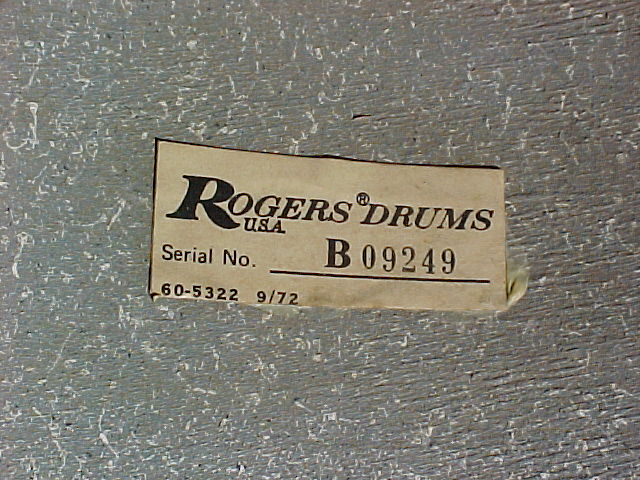 ROGERS® DRUMS
U.S.A.
Serial No. B 09249
60-5322 9/72